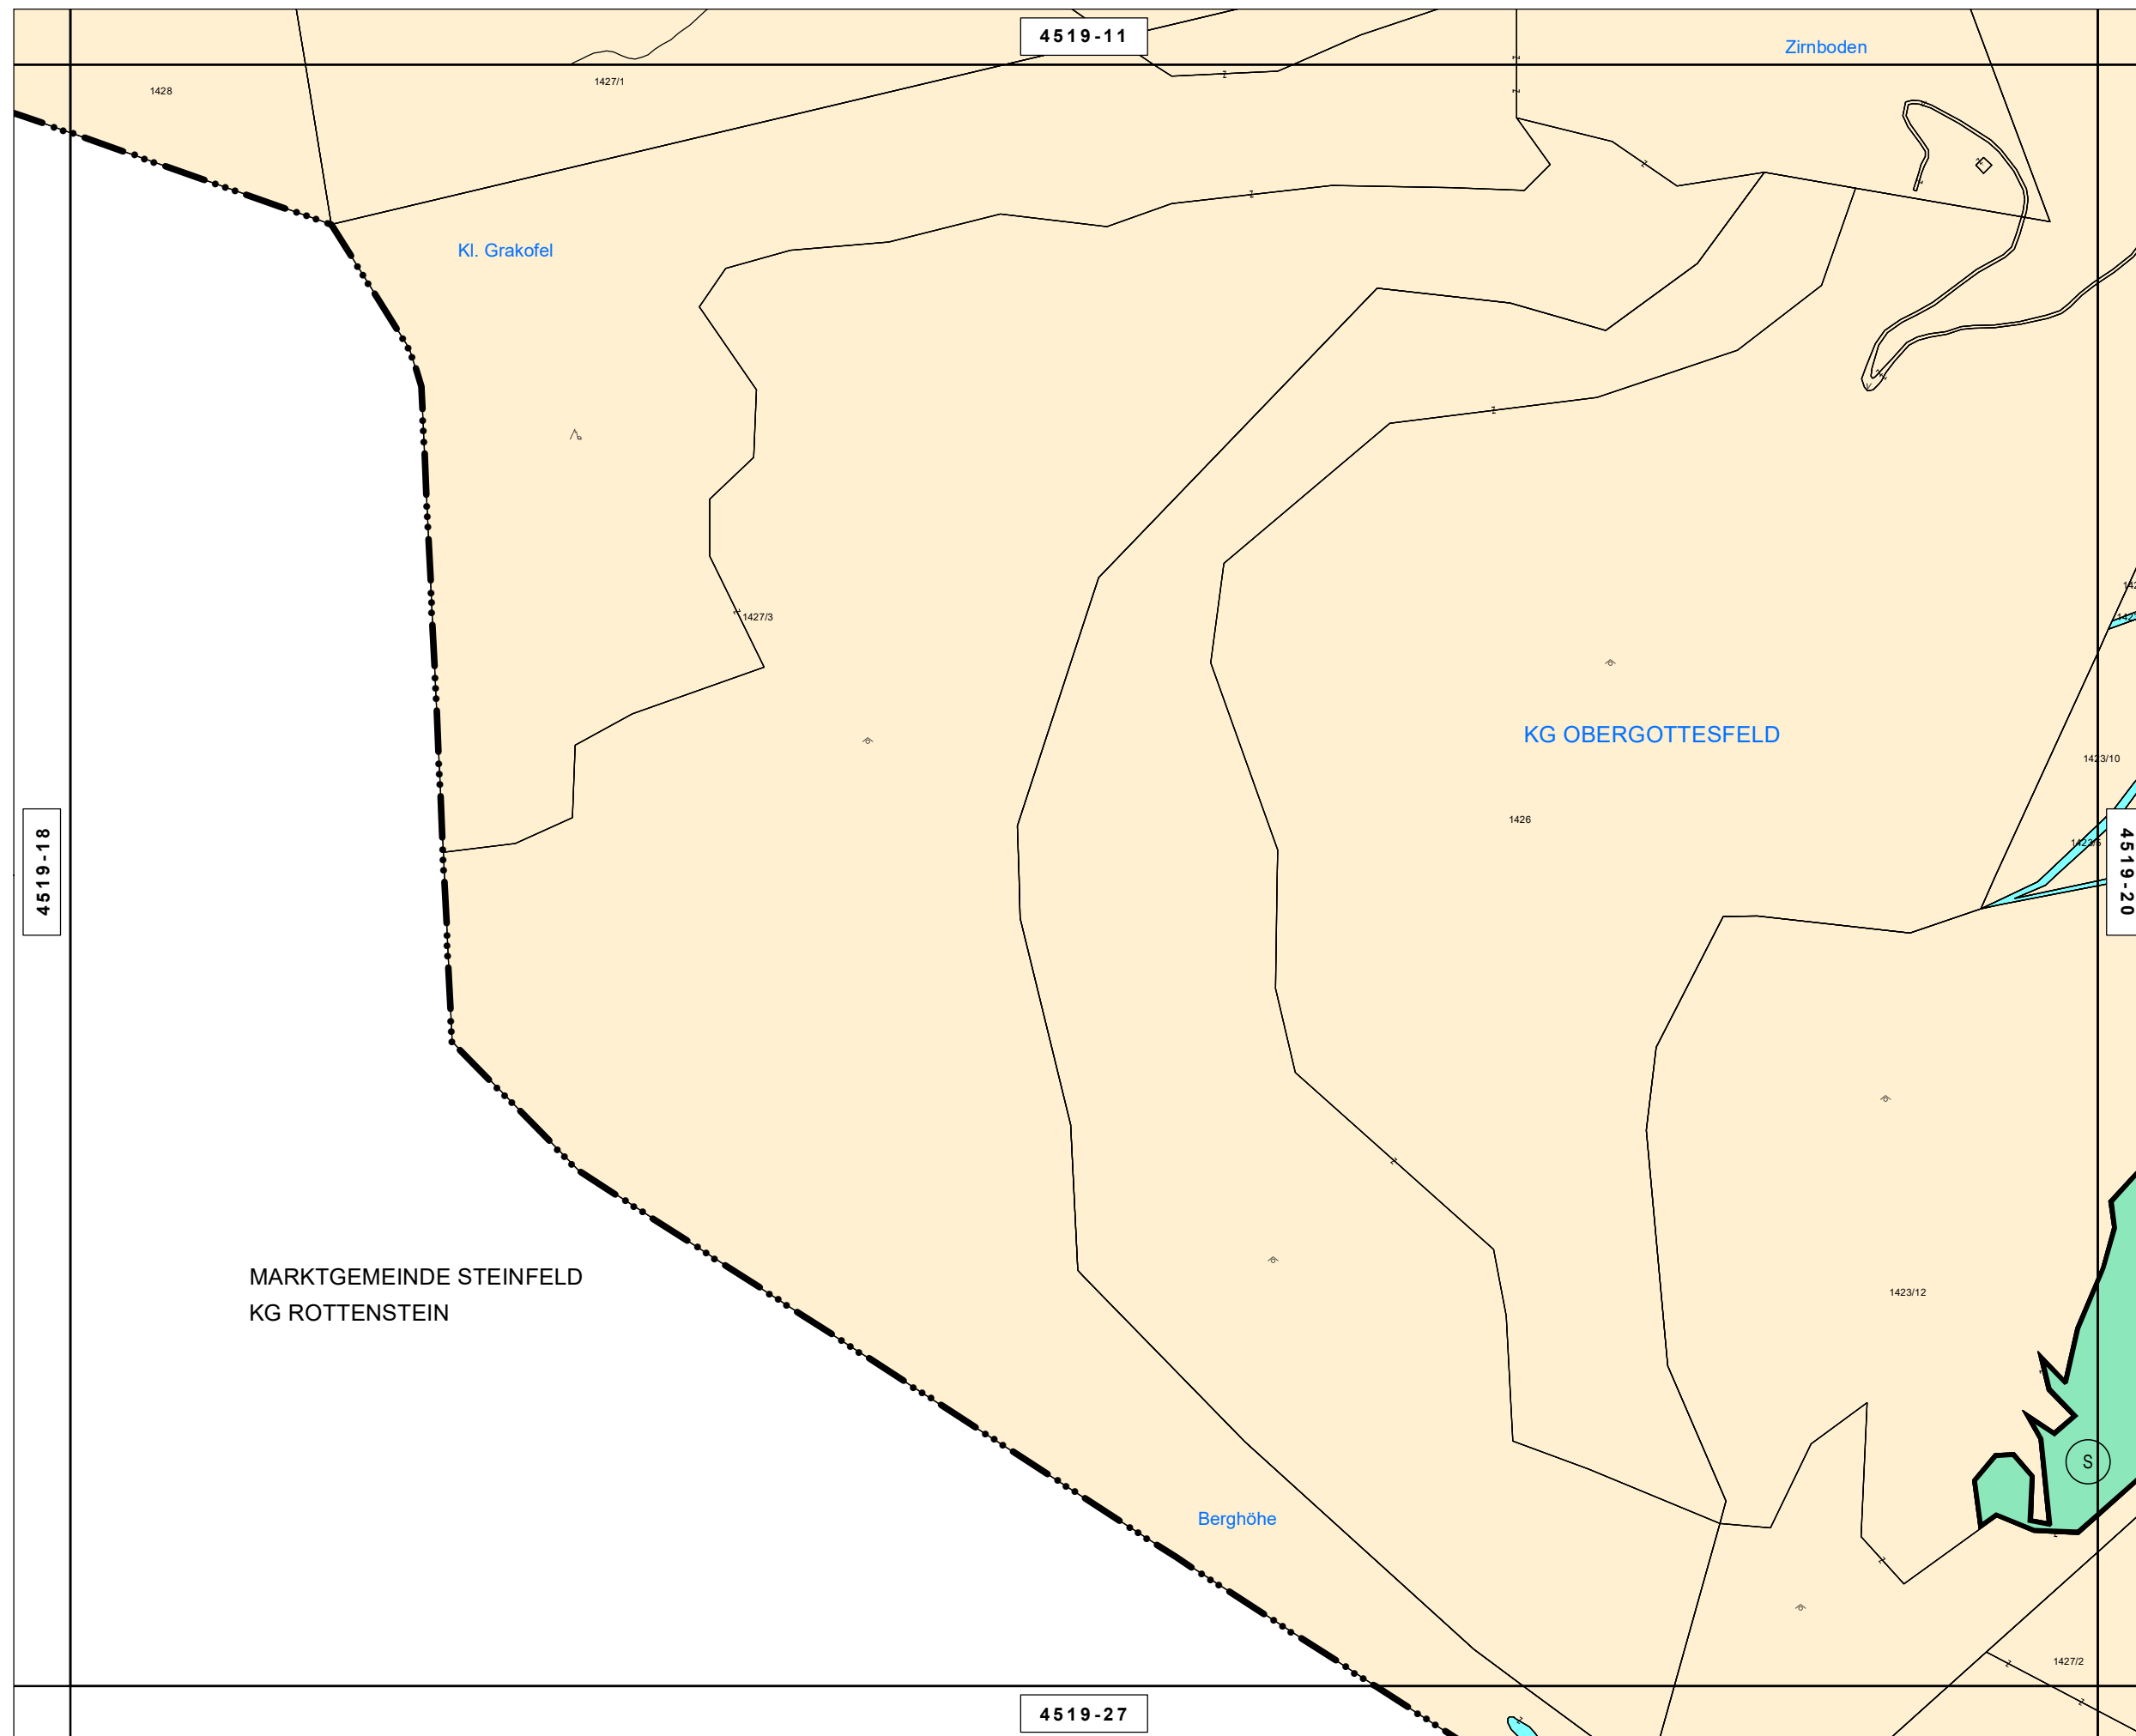 4519-11
Zirnboden
1427/1
1428
Kl. Grakofel
1427/3
KG OBERGOTTESFELD
1423/10
1426
4519-18
4519-20
MARKTGEMEINDE STEINFELD
KG ROTTENSTEIN
1423/12
S
Berghöhe
1427/2
4519-27